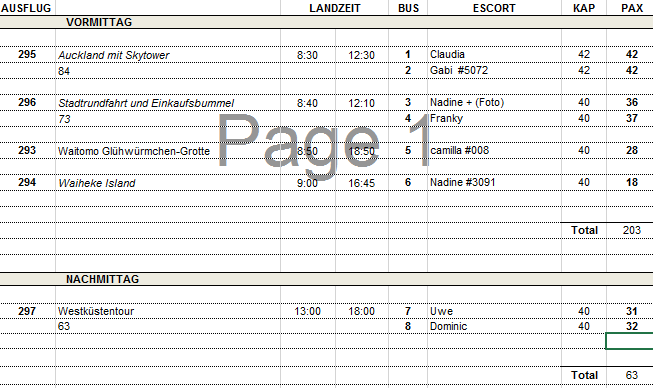 AUSFLUG LANDZEIT BUS ESCORT KAP PAX
VORMITTAG
295 Auckland mit Skytower 8:30 12:30 1 Claudia 42 42
84 2 Gabi #5072 42 42
296 Stadtrundfahrt und Einkaufsbummel 8:40 12:10 3 Nadine + (Foto) 40 36
73 4 Franky 40 37
Page 1
293 Waitomo Glühwürmchen-Grotte 8:50 18:50 5 camilla #008 40 28
294 Waiheke Island 9:00 16:45 6 Nadine #3091 40 18
Total 203
NACHMITTAG
297 Westküstentour 13:00 18:00 7 Uwe 40 31
63 8 Dominic 40 32
Total 63